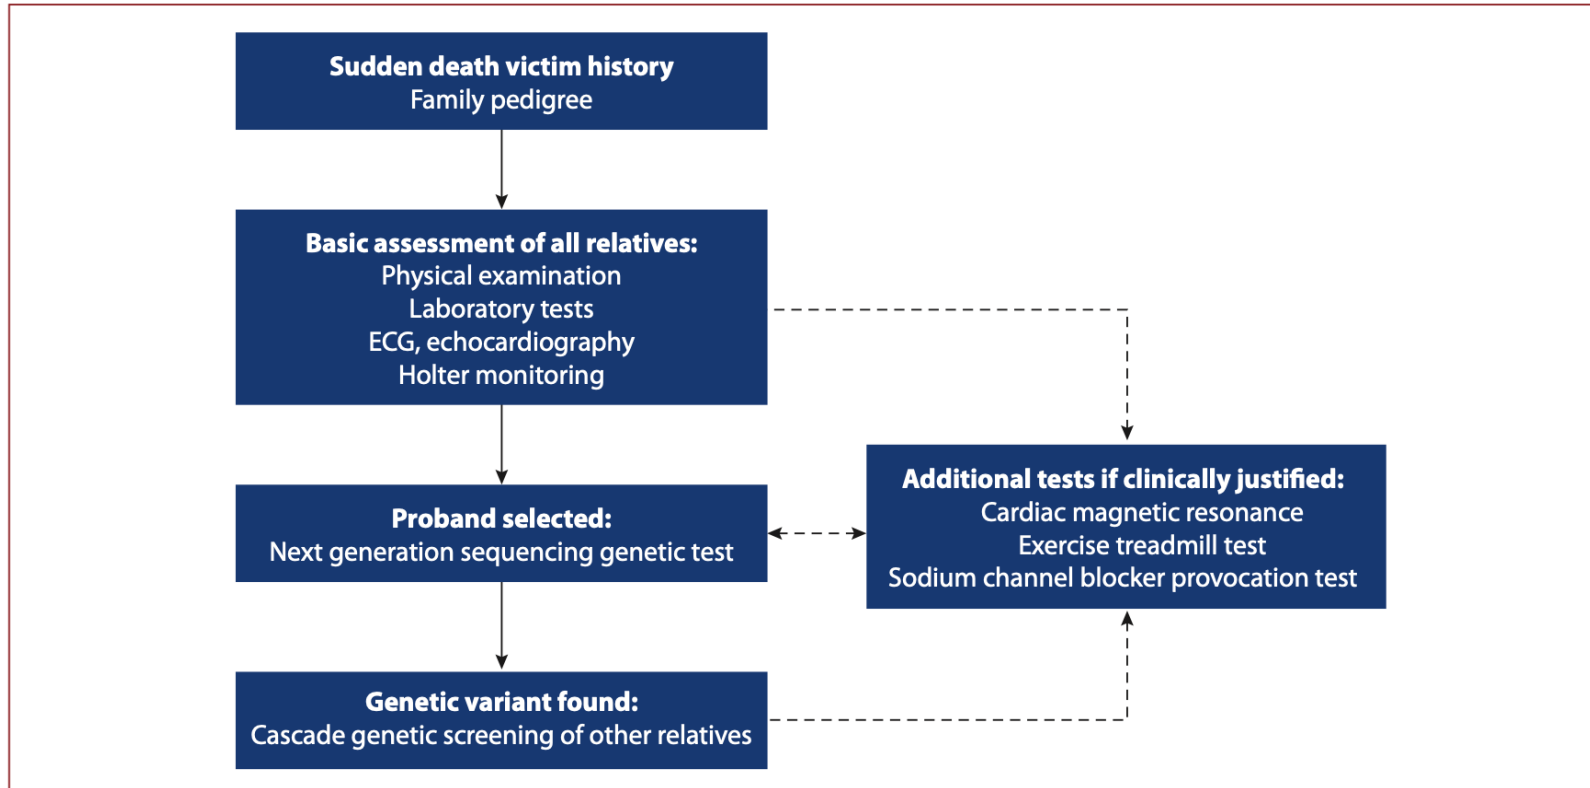 Sudden death victim history
Family pedigree
Basic assessment of all relatives:
Physical examination
Laboratory tests
ECG, echocardiography
Holter monitoring
Proband selected:
Next generation sequencing genetic test
Additional tests if clinically justified:
Cardiac magnetic resonance
Exercise treadmill test
Sodium channel blocker provocation test
Genetic variant found:
Cascade genetic screening of other relatives